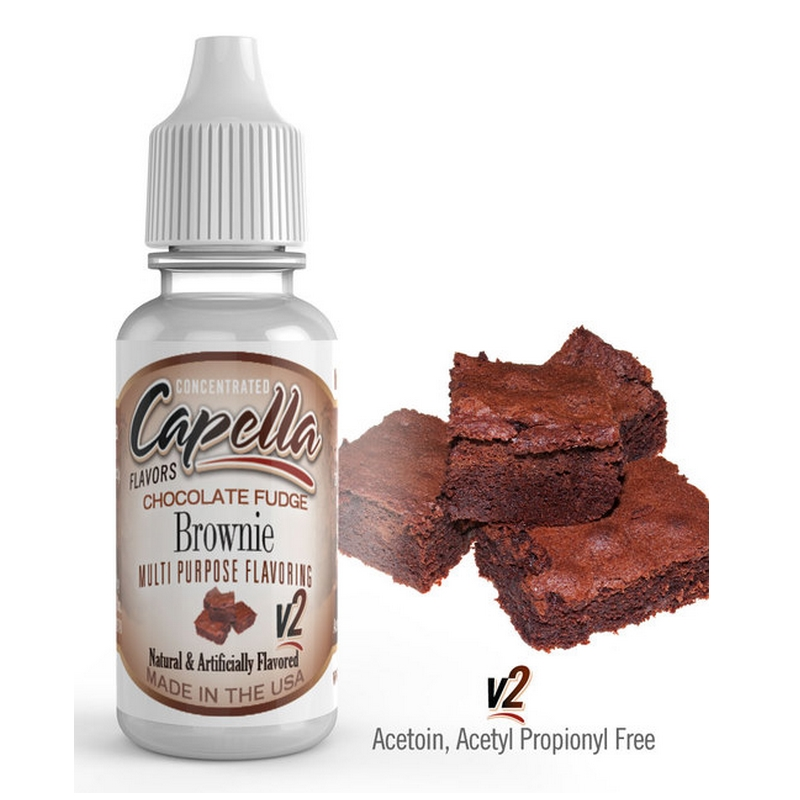 CONCENTRATED
Capella
FLAVORS
CHOCOLATE FUDGE
Brownie
MULTI PURPOSE FLAVORING
v2
Natural & Artificially Flavored
MADE IN THE USA
v2
Acetoin, Acetyl Propionyl Free